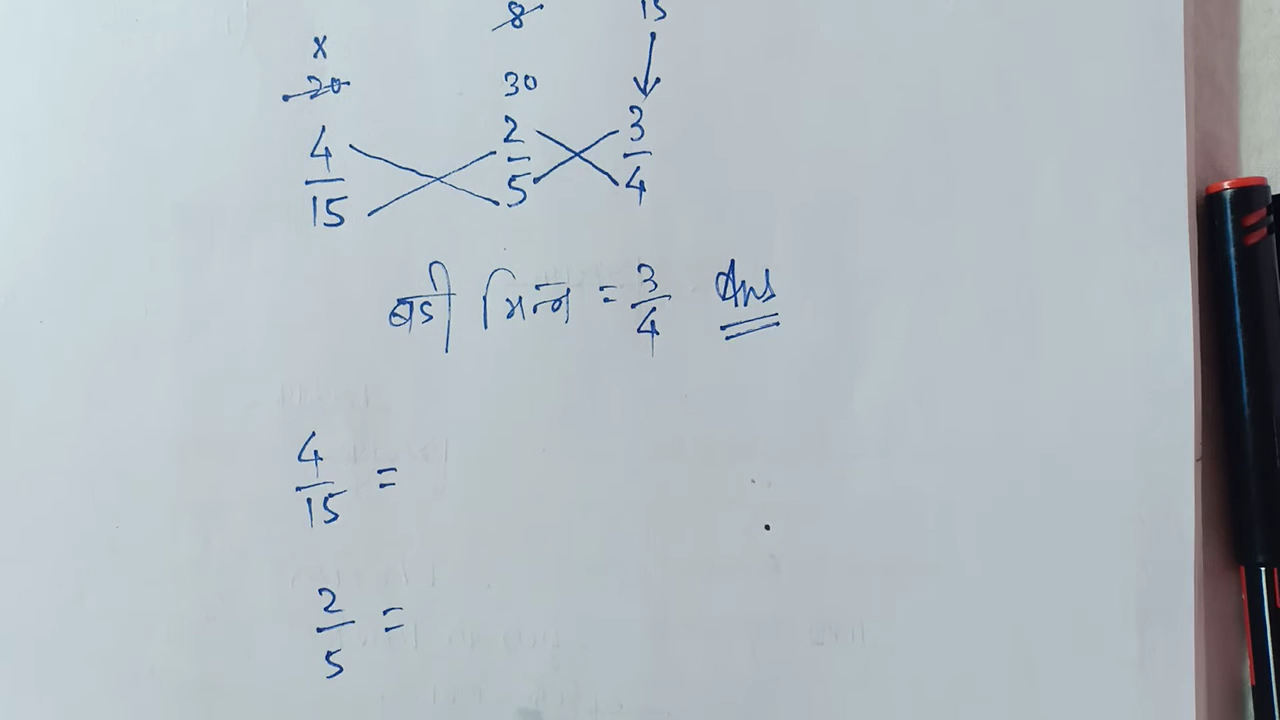 8 15
x
20 30
4/15 2/5 3/4
बडी भिन्न = 3/4 Ans
4/15 =
2/5 =